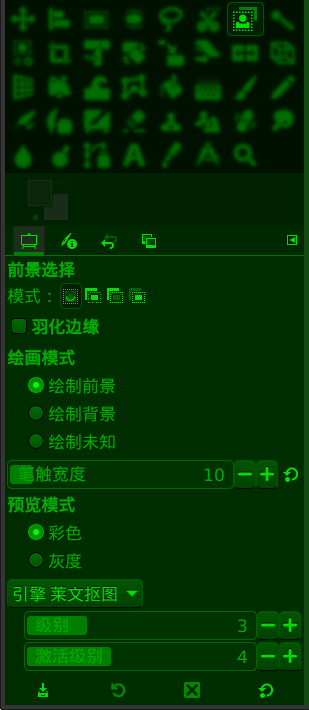 前景选择
模式：
羽化边缘
绘画模式
绘制前景
绘制背景
绘制未知
笔触宽度 10
预览模式
彩色
灰度
引擎 莱文抠图
级别 3
激活级别 4